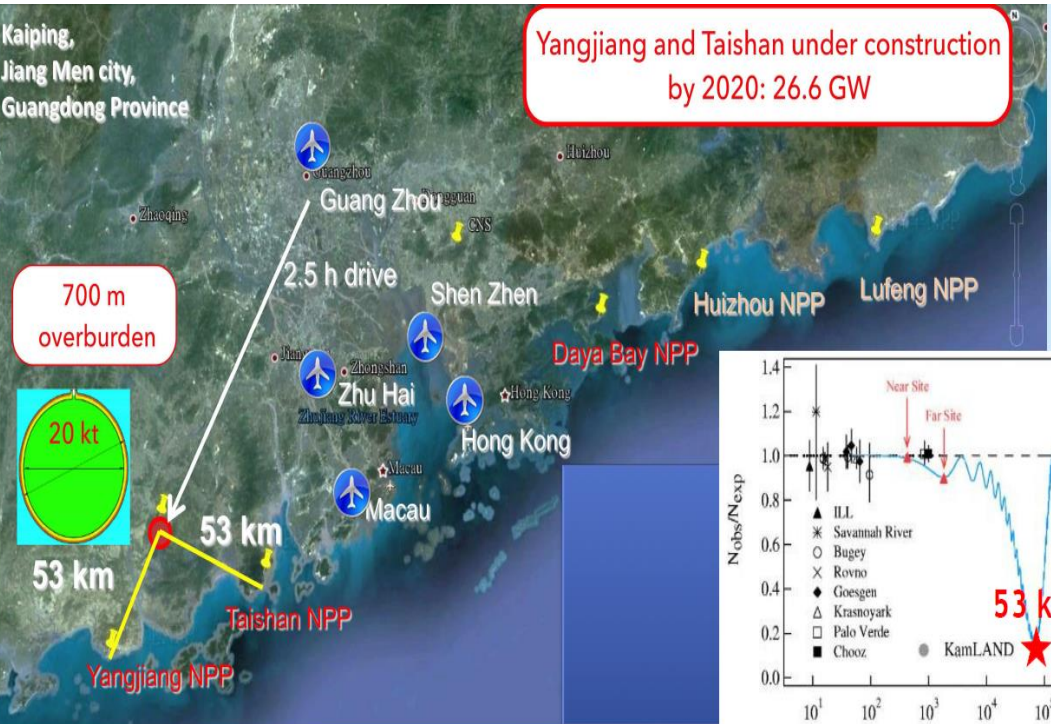 Kaiping,
Jiang Men city,
Guangdong Province
Yangjiang and Taishan under construction
by 2020: 26.6 GW
N
Huizhou
Guangzhou
Guang Zhou
Zhaoqing
CNS
2.5 h drive
Shen Zhen
Huizhou NPP
Lufeng NPP
700 m
overburden
Daya Bay NPP
Zhongshan
Zhu Hai
Zhujiang River Estuary
Hong Kong
Hong Kong
20 kt
Macau
Macau
53 km
53 km
Taishan NPP
Yangjiang NPP
1.4
1.2
1.0
0.8
0.6
0.4
0.2
0.0
Nobs/Nexp
Near Site
Far Site
ILL
Savannah River
Bugey
Rovno
Goesgen
Krasnoyark
Palo Verde
Chooz
KamLAND
53 k
10¹
10²
10³
10⁴